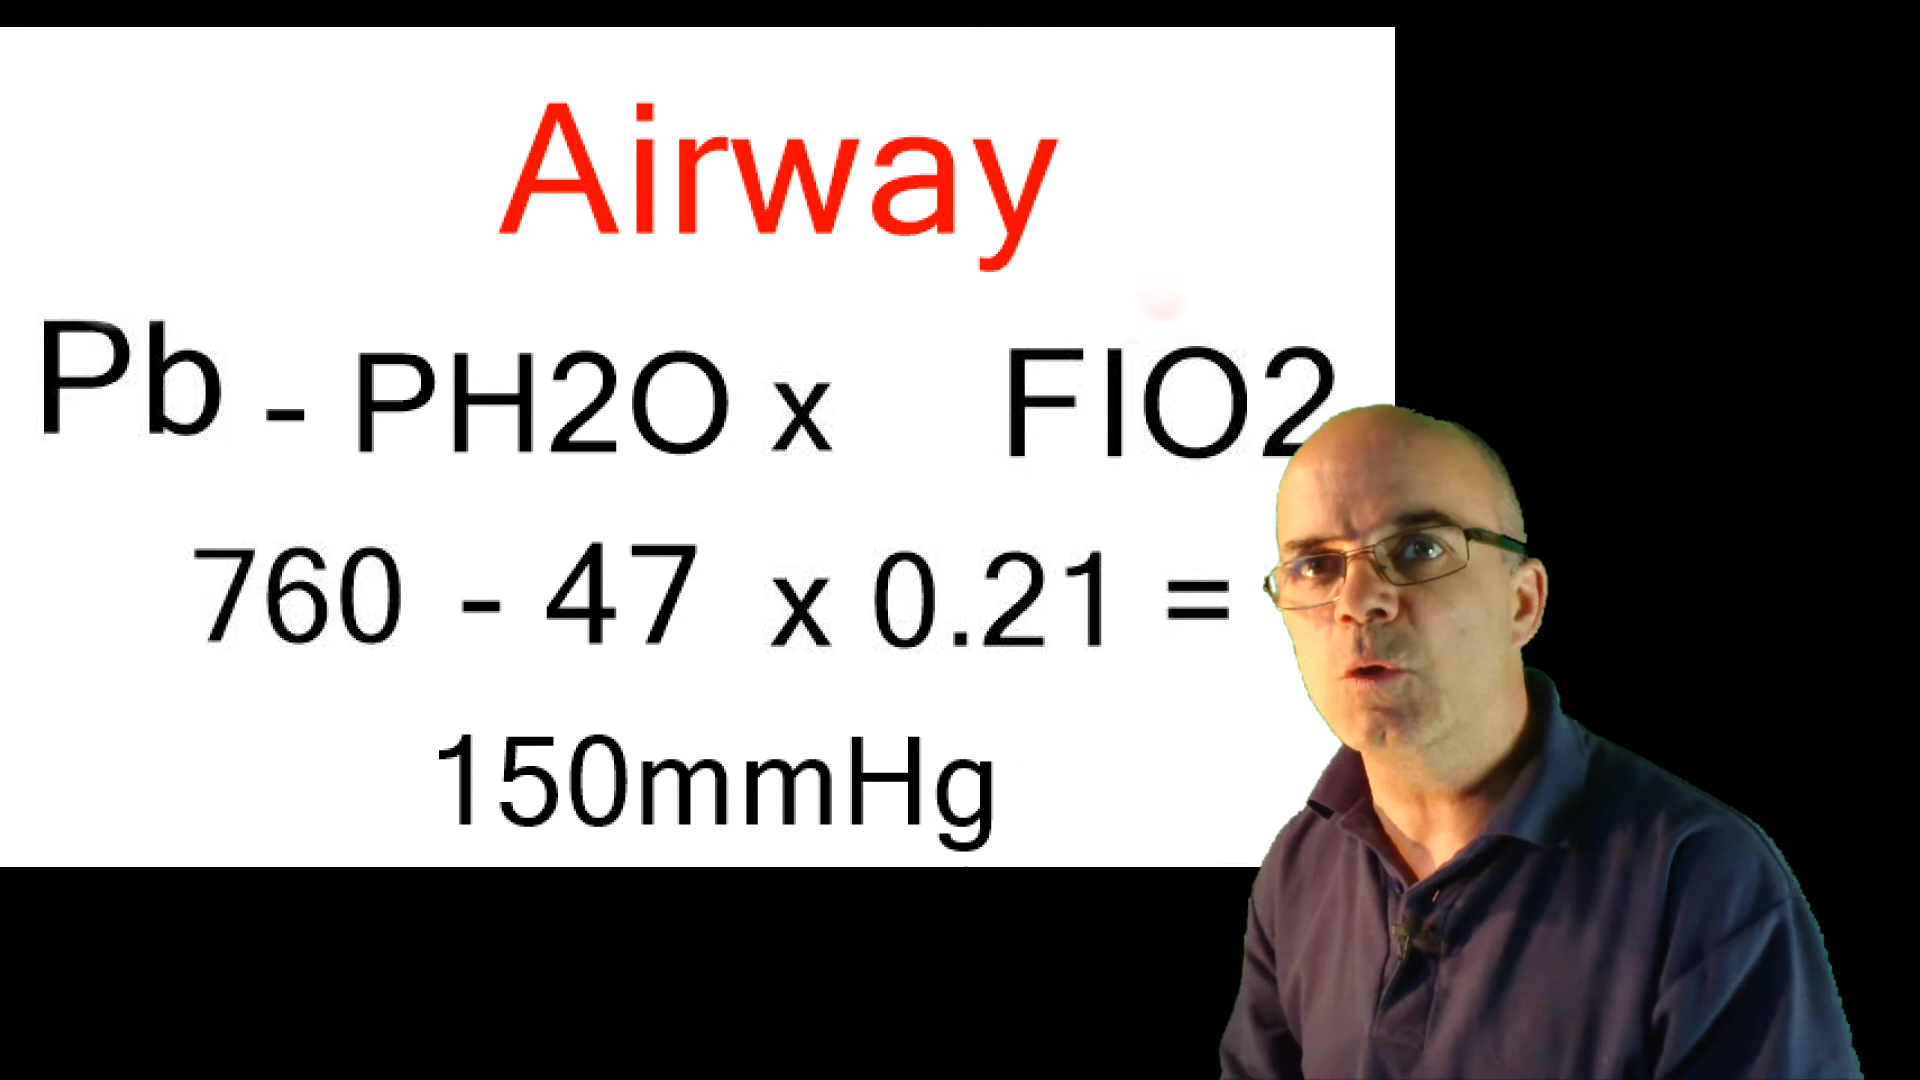 Airway
Pb - PH2O x FIO2
760 - 47 x 0.21 =
150mmHg